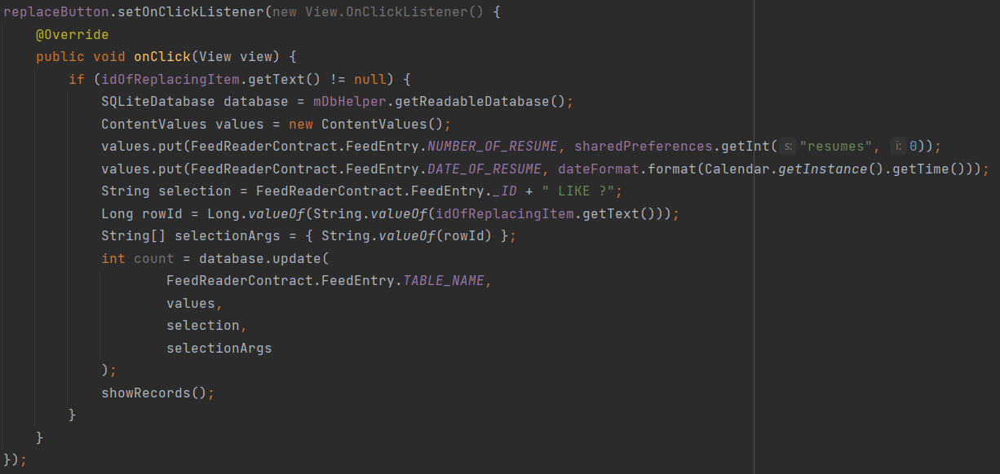 replaceButton.setOnClickListener(new View.OnClickListener() {
    @Override
    public void onClick(View view) {
        if (idOfReplacingItem.getText() != null) {
            SQLiteDatabase database = mDbHelper.getReadableDatabase();
            ContentValues values = new ContentValues();
            values.put(FeedReaderContract.FeedEntry.NUMBER_OF_RESUME, sharedPreferences.getInt( s: "resumes", i: 0));
            values.put(FeedReaderContract.FeedEntry.DATE_OF_RESUME, dateFormat.format(Calendar.getInstance().getTime()));
            String selection = FeedReaderContract.FeedEntry._ID + " LIKE ?";
            Long rowId = Long.valueOf(String.valueOf(idOfReplacingItem.getText()));
            String[] selectionArgs = { String.valueOf(rowId) };
            int count = database.update(
                    FeedReaderContract.FeedEntry.TABLE_NAME,
                    values,
                    selection,
                    selectionArgs
            );
            showRecords();
        }
    }
});